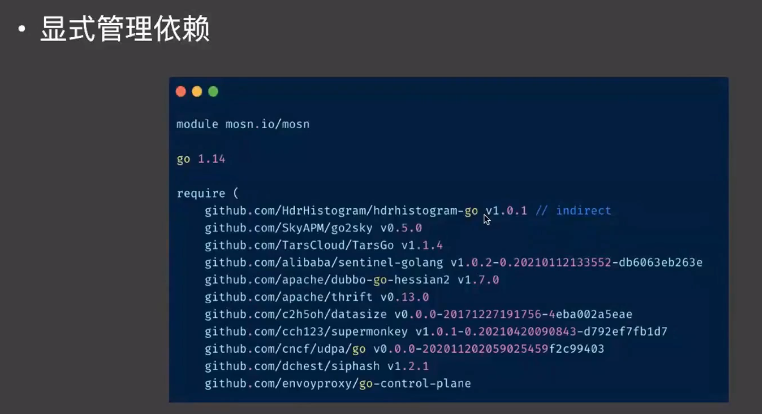 • 显式管理依赖
module mosn.io/mosn
go 1.14
require (
github.com/HdrHistogram/hdrhistogram-go v1.0.1 // indirect
github.com/SkyAPM/go2sky v0.5.0
github.com/TarsCloud/TarsGo v1.1.4
github.com/alibaba/sentinel-golang v1.0.2-0.20210112133552-db6063eb263e
github.com/apache/dubbo-go-hessian2 v1.7.0
github.com/apache/thrift v0.13.0
github.com/c2h5oh/datasize v0.0.0-20171227191756-4eba002a5eae
github.com/cch123/supermonkey v1.0.1-0.20210420090843-d792ef7fb1d7
github.com/cncf/udpa/go v0.0.0-202011202059025459f2c99403
github.com/dchest/siphash v1.2.1
github.com/envoyproxy/go-control-plane